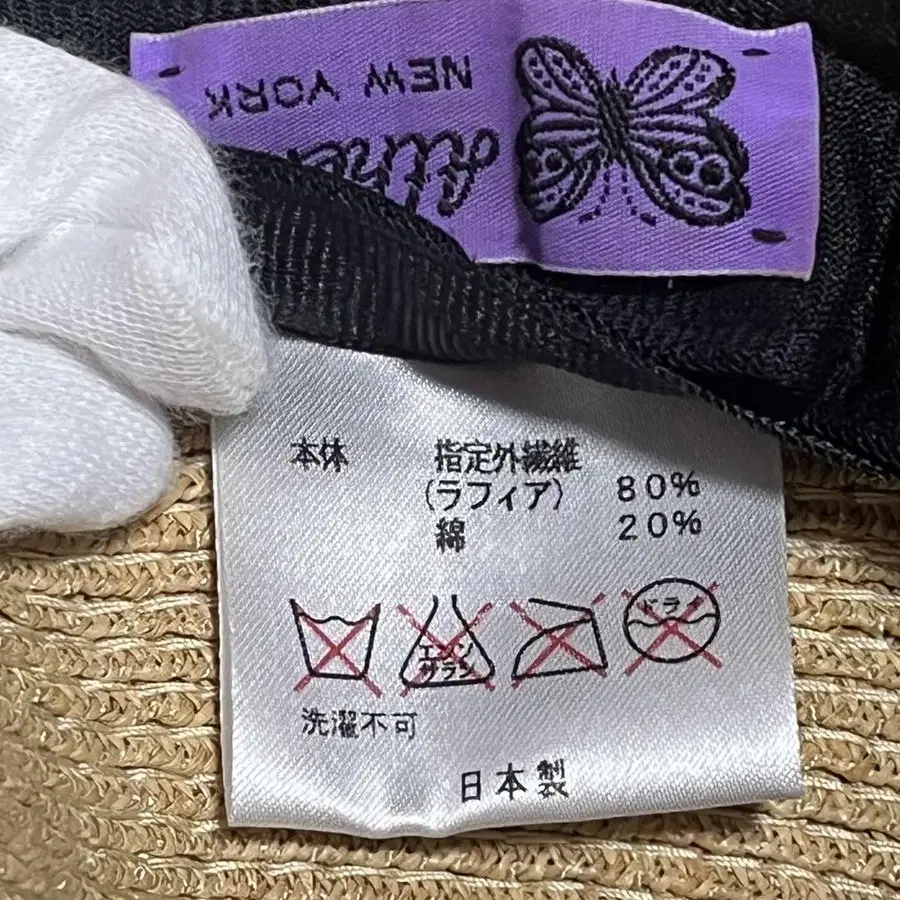 NEW YORK
本体 指定外繊維
(ラフィア) 80%
綿 20%
エンソ
サラシ
ドライ
洗濯不可
日本製